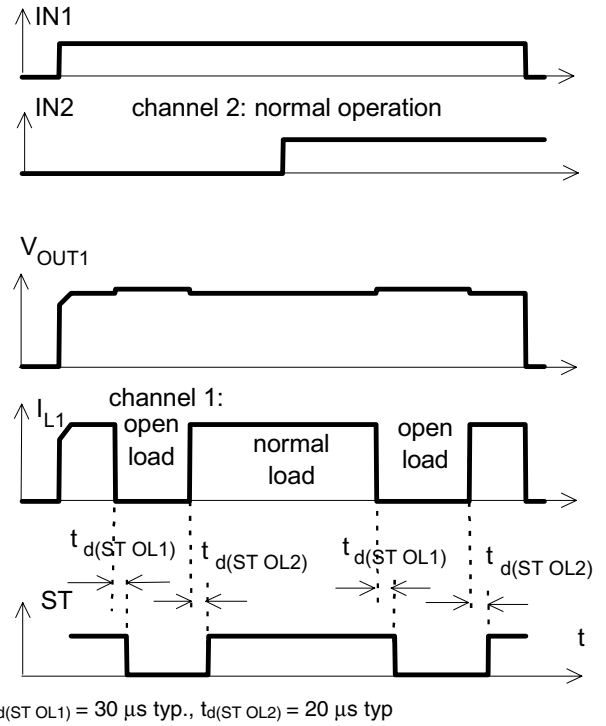 IN1
IN2 channel 2: normal operation
VOUT1
IL1
channel 1:
open load
normal load
open load
td(ST OL1)
td(ST OL2)
td(ST OL1)
td(ST OL2)
ST
t
d(ST OL1) = 30 μs typ., td(ST OL2) = 20 μs typ